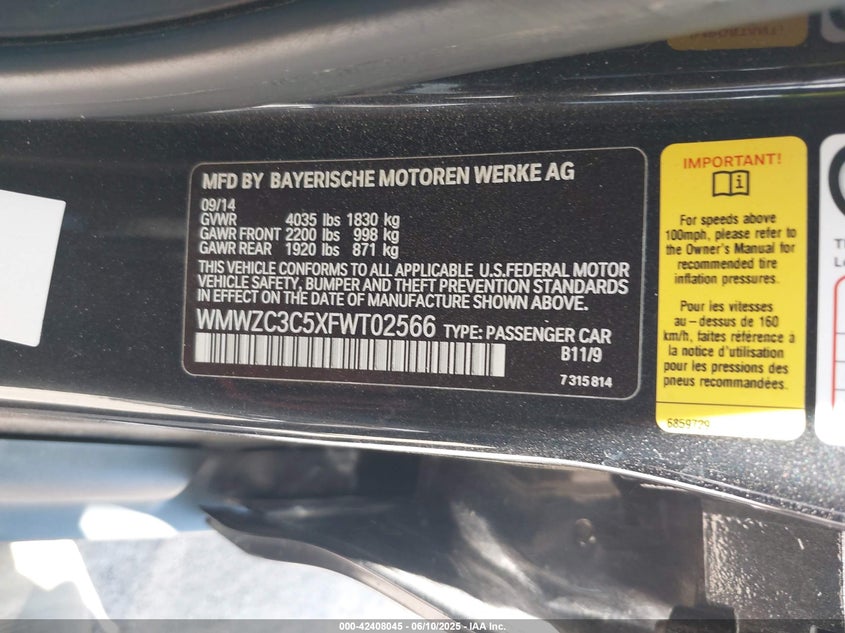 MFD BY BAYERISCHE MOTOREN WERKE AG
09/14
GVWR 4035 lbs 1830 kg
GAWR FRONT 2200 lbs 998 kg
GAWR REAR 1920 lbs 871 kg
THIS VEHICLE CONFORMS TO ALL APPLICABLE U.S.FEDERAL MOTOR
VEHICLE SAFETY, BUMPER AND THEFT PREVENTION STANDARDS
IN EFFECT ON THE DATE OF MANUFACTURE SHOWN ABOVE.
WMWZC3C5XFWT02566 TYPE: PASSENGER CAR
B11/9
7 315 814
IMPORTANT!
For speeds above
100mph, please refer to
the Owner's Manual for
recommended tire
inflation pressures.
Pour les vitesses
au-dessus de 160
km/h, faites référence à
la notice d'utilisation
pour les pressions des
pneus recommandées.
6859729
000-42408045 - 06/10/2025 - IAA Inc.